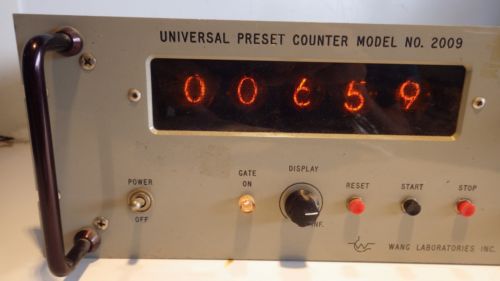 UNIVERSAL PRESET COUNTER MODEL NO. 2009
00659
POWER
OFF
GATE
ON
DISPLAY
INF.
RESET
START
STOP
WANG LABORATORIES INC.